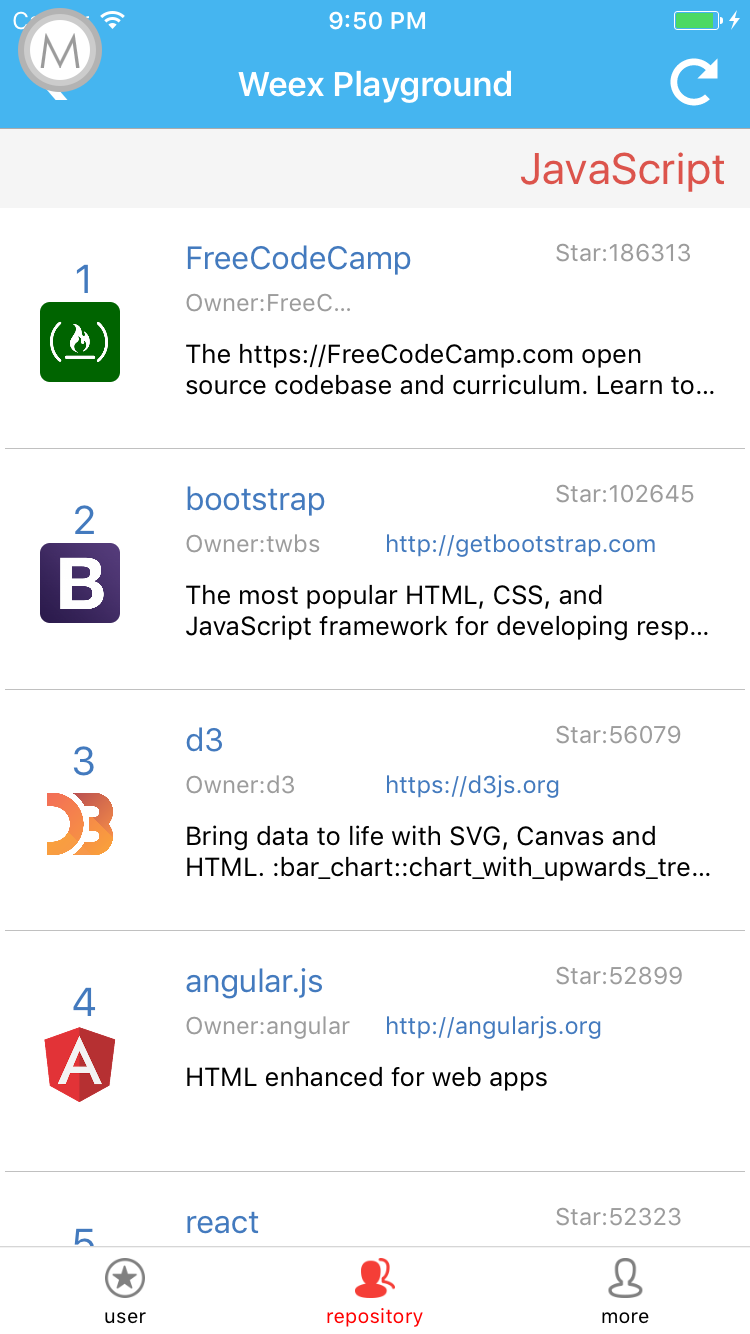 9:50 PM
M
Weex Playground
JavaScript
1
FreeCodeCamp
Star:186313
Owner:FreeC...
The https://FreeCodeCamp.com open
source codebase and curriculum. Learn to...
2
bootstrap
Star:102645
B
Owner:twbs
http://getbootstrap.com
The most popular HTML, CSS, and
JavaScript framework for developing resp...
3
d3
Star:56079
D3
Owner:d3
https://d3js.org
Bring data to life with SVG, Canvas and
HTML. :bar_chart::chart_with_upwards_tre...
4
angular.js
Star:52899
A
Owner:angular
http://angularjs.org
HTML enhanced for web apps
5
react
Star:52323
user
repository
more